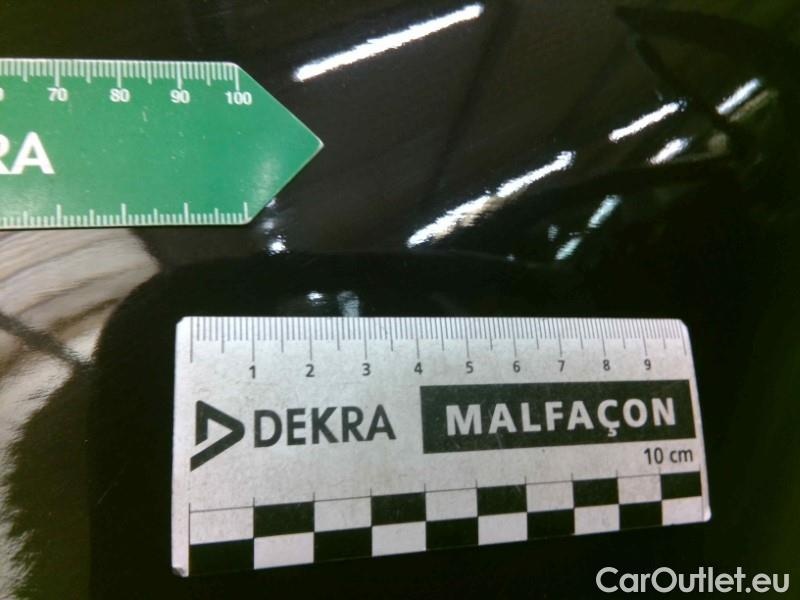 70 80 90 100
RA
1 2 3 4 5 6 7 8 9
DEKRA MALFAÇON
10 cm
CarOutlet.eu